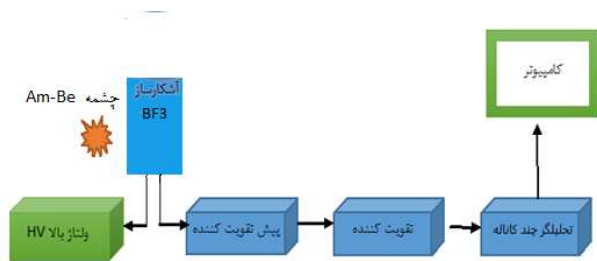 کامپیوتر
آشکارساز
BF3
چشمه Am-Be
ولتاژ بالا HV
پیش تقویت کننده
تقویت کننده
تحلیلگر چند کاناله